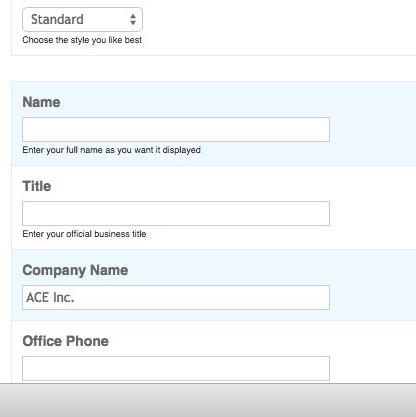 Standard
Choose the style you like best
Name
Enter your full name as you want it displayed
Title
Enter your official business title
Company Name
ACE Inc.
Office Phone